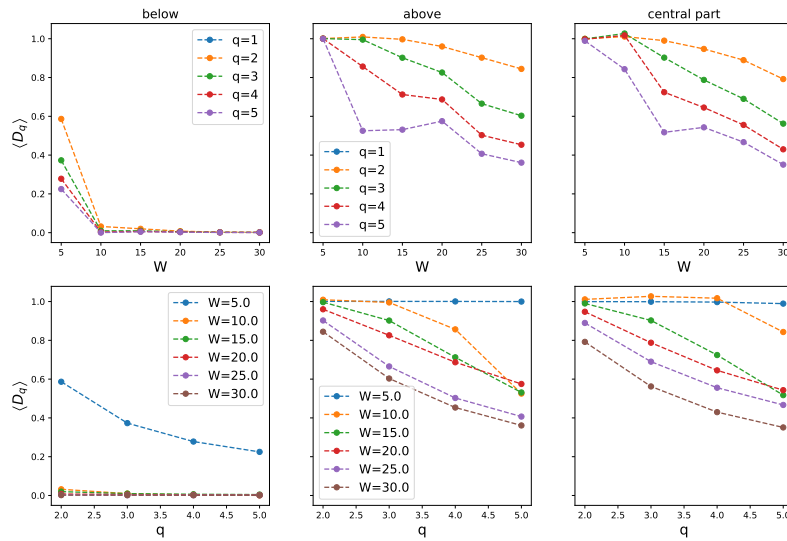 below
above
central part
⟨D_q⟩
1.0
0.8
0.6
0.4
0.2
0.0
q=1
q=2
q=3
q=4
q=5
5 10 15 20 25 30
W
q=1
q=2
q=3
q=4
q=5
5 10 15 20 25 30
W
5 10 15 20 25 30
W
⟨D_q⟩
1.0
0.8
0.6
0.4
0.2
0.0
W=5.0
W=10.0
W=15.0
W=20.0
W=25.0
W=30.0
2.0 2.5 3.0 3.5 4.0 4.5 5.0
q
W=5.0
W=10.0
W=15.0
W=20.0
W=25.0
W=30.0
2.0 2.5 3.0 3.5 4.0 4.5 5.0
q
2.0 2.5 3.0 3.5 4.0 4.5 5.0
q